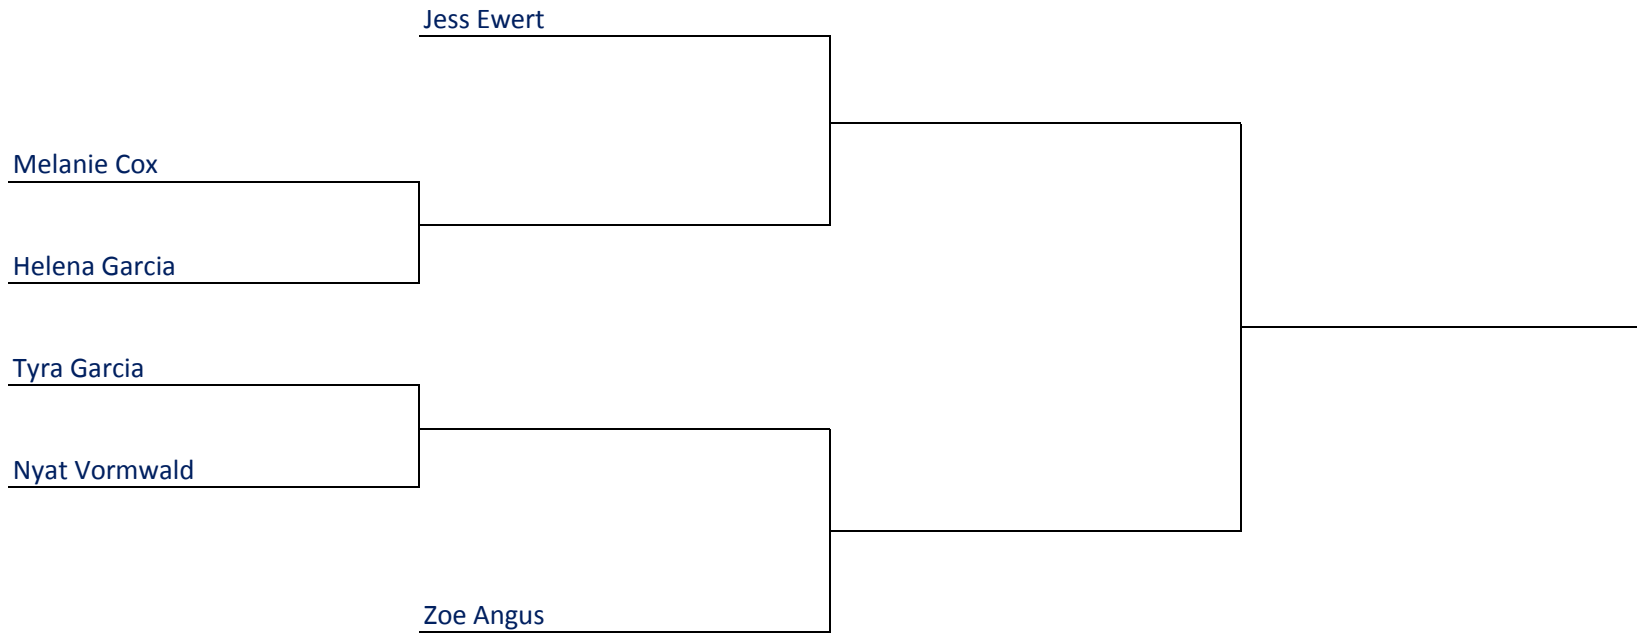 Jess Ewert
Melanie Cox
Helena Garcia
Tyra Garcia
Nyat Vormwald
Zoe Angus